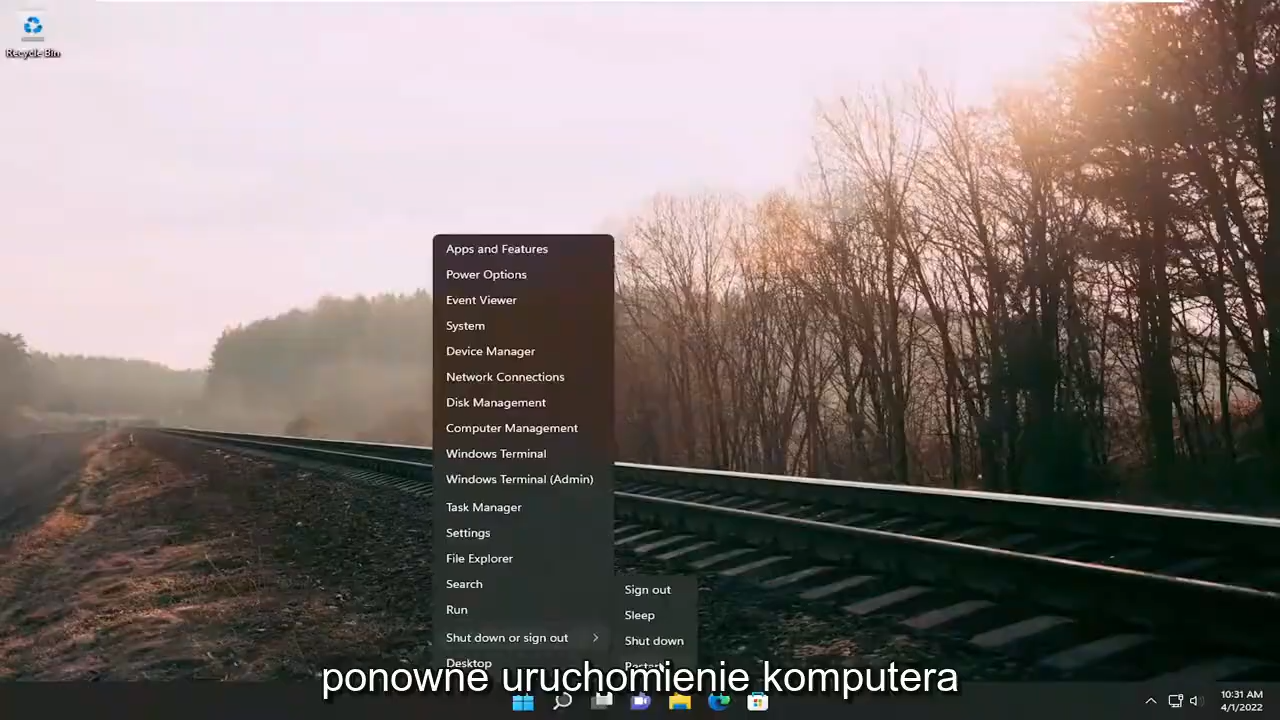 Recycle Bin
Apps and Features
Power Options
Event Viewer
System
Device Manager
Network Connections
Disk Management
Computer Management
Windows Terminal
Windows Terminal (Admin)
Task Manager
Settings
File Explorer
Search
Run
Shut down or sign out
Desktop
Sign out
Sleep
Shut down
Restart
ponowne uruchomienie komputera
10:31 AM
4/1/2022